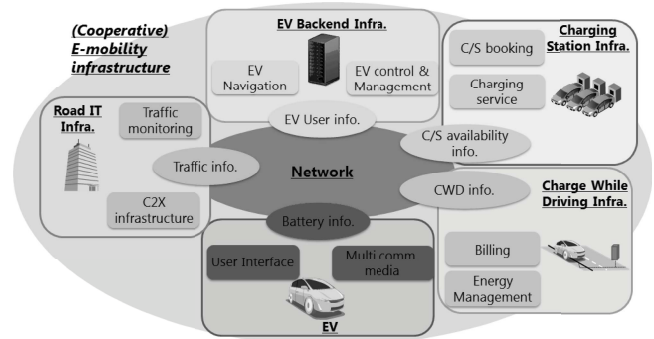 (Cooperative)
E-mobility
infrastructure
EV Backend Infra.
EV
Navigation
EV control &
Management
EV User info.
Charging
Station Infra.
C/S booking
Charging
service
C/S availability
info.
Road IT
Infra.
Traffic
monitoring
Traffic info.
C2X
infrastructure
Network
CWD info.
Charge While
Driving Infra.
Billing
Energy
Management
Battery info.
User Interface
Multi comm
media
EV